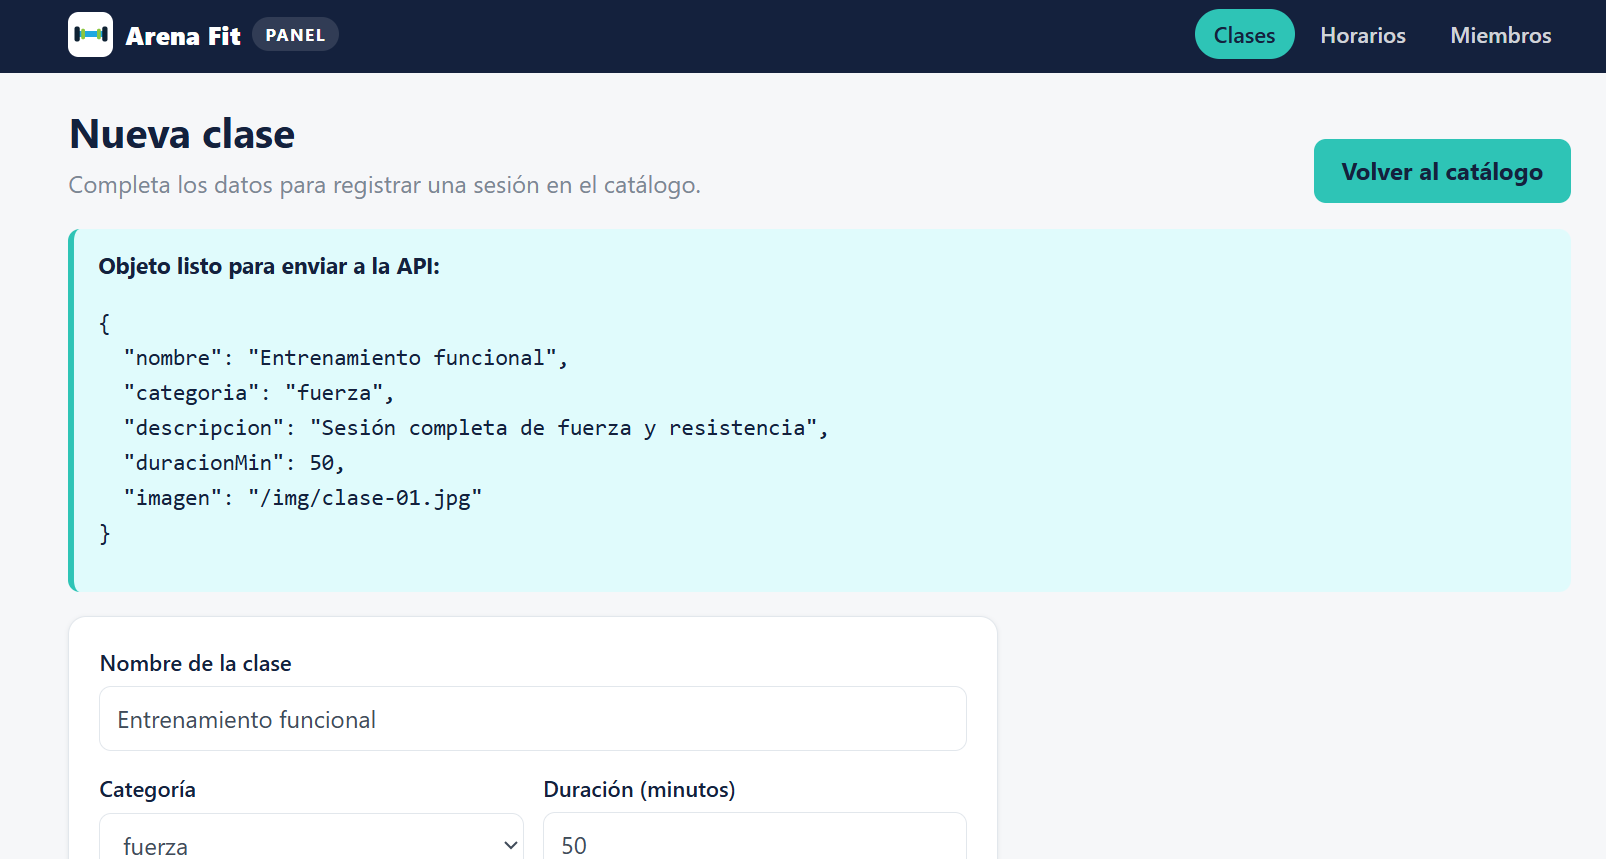 Arena Fit PANEL Clases Horarios Miembros
Nueva clase
Completa los datos para registrar una sesión en el catálogo.
Volver al catálogo
Objeto listo para enviar a la API:
{
  "nombre": "Entrenamiento funcional",
  "categoria": "fuerza",
  "descripcion": "Sesión completa de fuerza y resistencia",
  "duracionMin": 50,
  "imagen": "/img/clase-01.jpg"
}
Nombre de la clase
Entrenamiento funcional
Categoría Duración (minutos)
fuerza 50